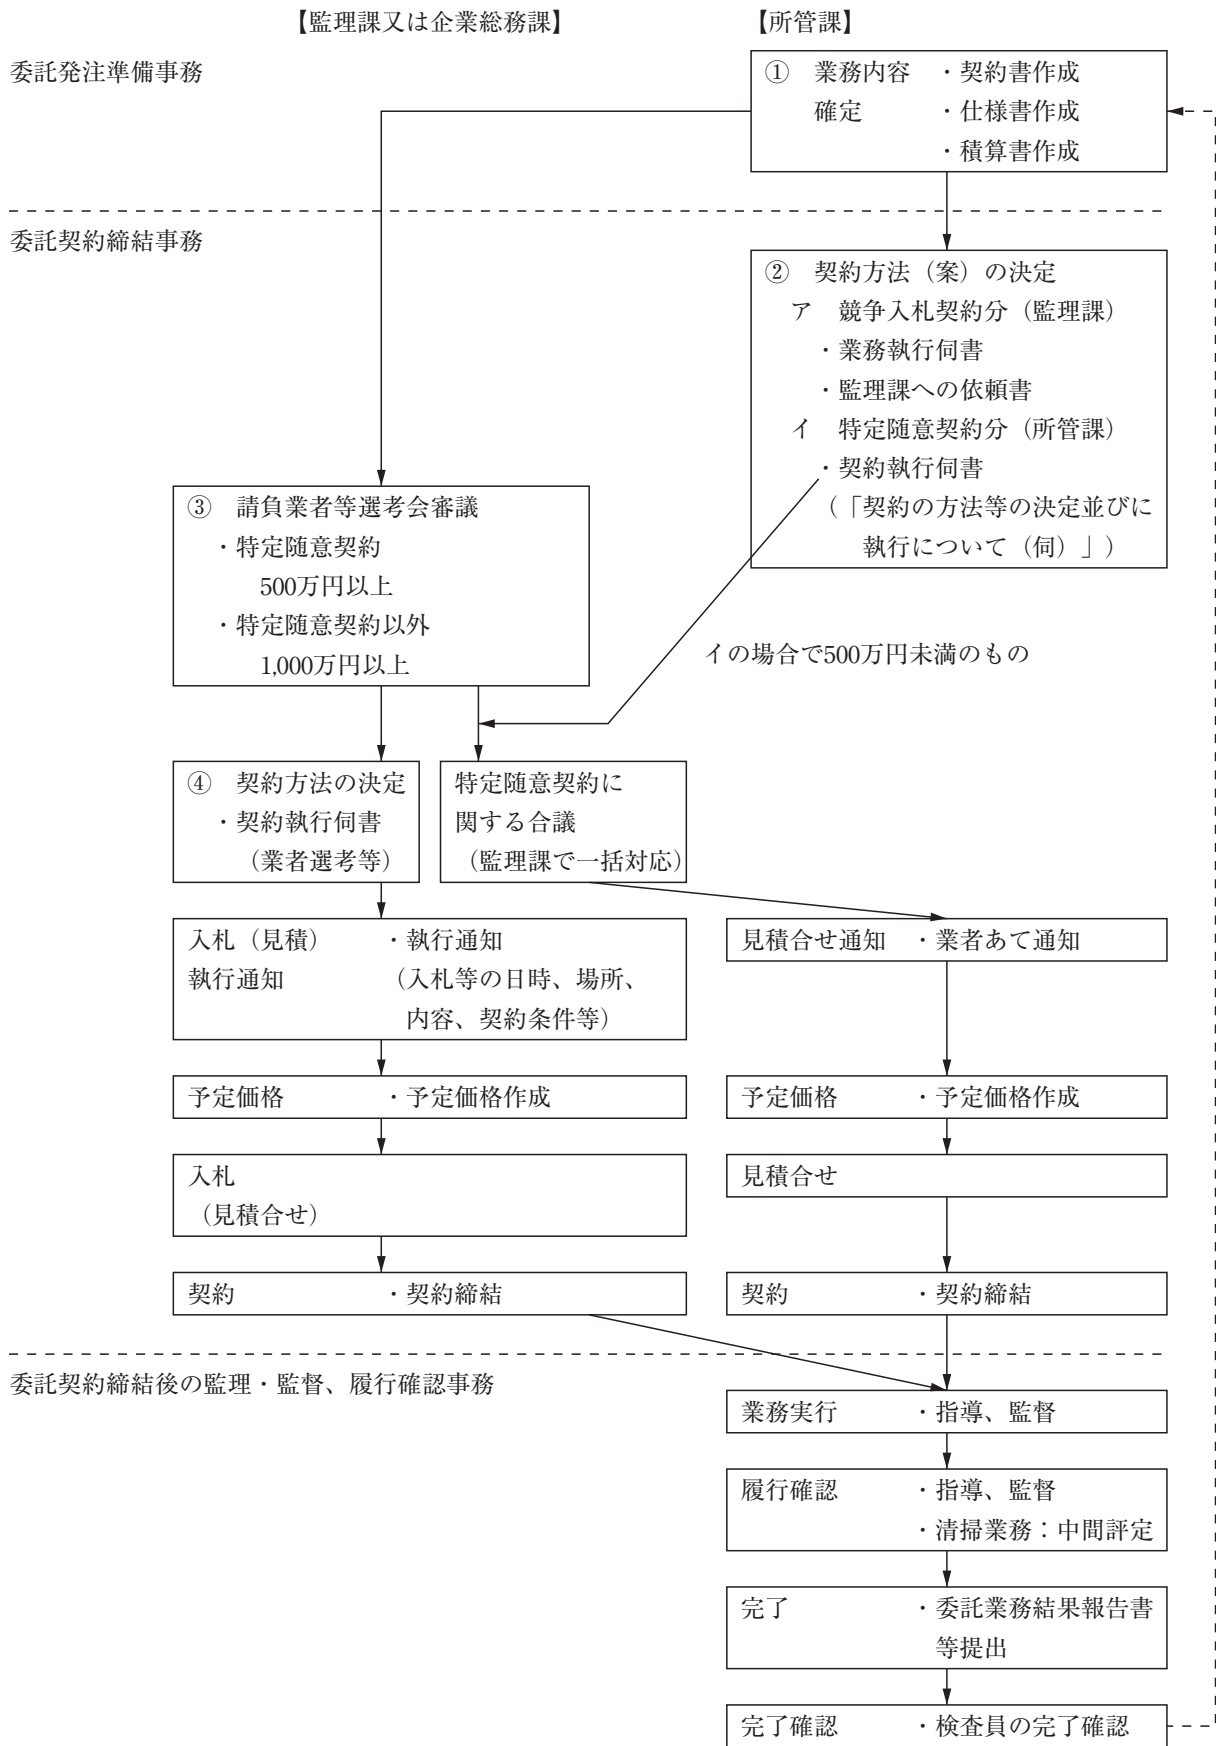 【監理課又は企業総務課】
【所管課】
委託発注準備事務
① 業務内容 ・契約書作成
確定 ・仕様書作成
・積算書作成
委託契約締結事務
② 契約方法（案）の決定
ア 競争入札契約分（監理課）
・業務執行伺書
・監理課への依頼書
イ 特定随意契約分（所管課）
・契約執行伺書
（「契約の方法等の決定並びに
執行について（伺）」）
③ 請負業者等選考会審議
・特定随意契約
500万円以上
・特定随意契約以外
1,000万円以上
イの場合で500万円未満のもの
④ 契約方法の決定
・契約執行伺書
（業者選考等）
特定随意契約に
関する合議
（監理課で一括対応）
入札（見積） ・執行通知
執行通知 （入札等の日時、場所、
内容、契約条件等）
見積合せ通知 ・業者あて通知
予定価格 ・予定価格作成
予定価格 ・予定価格作成
入札
（見積合せ）
見積合せ
契約 ・契約締結
契約 ・契約締結
委託契約締結後の監理・監督、履行確認事務
業務実行 ・指導、監督
履行確認 ・指導、監督
・清掃業務：中間評定
完了 ・委託業務結果報告書
等提出
完了確認 ・検査員の完了確認